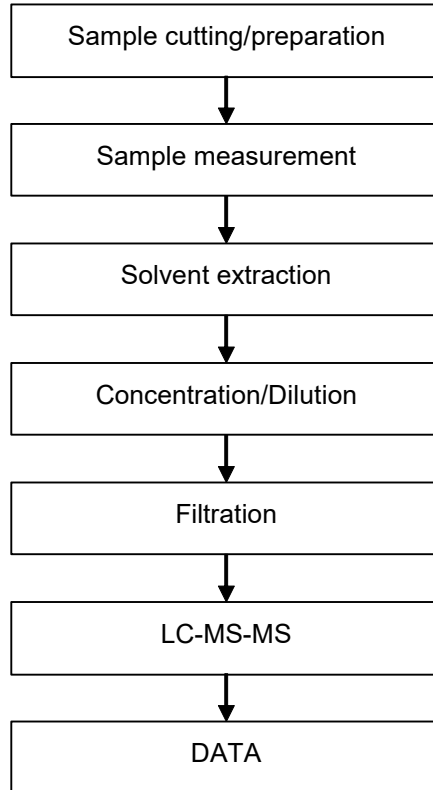 Sample cutting/preparation
Sample measurement
Solvent extraction
Concentration/Dilution
Filtration
LC-MS-MS
DATA